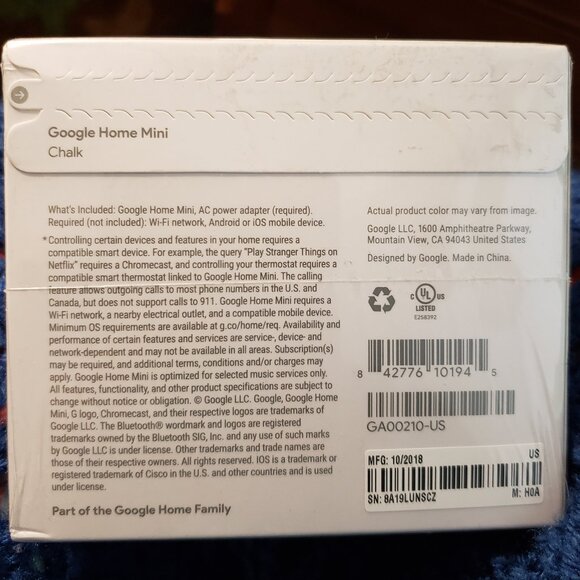 Google Home Mini
Chalk
What's Included: Google Home Mini, AC power adapter (required).
Required (not included): Wi-Fi network, Android or iOS mobile device.
*Controlling certain devices and features in your home requires a
compatible smart device. For example, the query "Play Stranger Things on
Netflix" requires a Chromecast, and controlling your thermostat requires a
compatible smart thermostat linked to Google Home Mini. The calling
feature allows outgoing calls to most phone numbers in the U.S. and
Canada, but does not support calls to 911. Google Home Mini requires a
Wi-Fi network, a nearby electrical outlet, and a compatible mobile device.
Minimum OS requirements are available at g.co/home/req. Availability and
performance of certain features and services are service-, device- and
network-dependent and may not be available in all areas. Subscription(s)
may be required, and additional terms, conditions and/or charges may
apply. Google Home Mini is optimized for selected music services only.
All features, functionality, and other product specifications are subject to
change without notice or obligation. © Google LLC. Google, Google Home
Mini, G logo, Chromecast, and their respective logos are trademarks of
Google LLC. The Bluetooth® wordmark and logos are registered
trademarks owned by the Bluetooth SIG, Inc. and any use of such marks
by Google LLC is under license. Other trademarks and trade names are
those of their respective owners. All rights reserved. IOS is a trademark or
registered trademark of Cisco in the U.S. and other countries and is used
under license.
Part of the Google Home Family
Actual product color may vary from image.
Google LLC, 1600 Amphitheatre Parkway,
Mountain View, CA 94043 United States
Designed by Google. Made in China.
C UL US
LISTED
E258392
8 42776 10194 5
GA00210-US
MFG: 10/2018 US
SN: 8A19LUNSCZ M: H0A